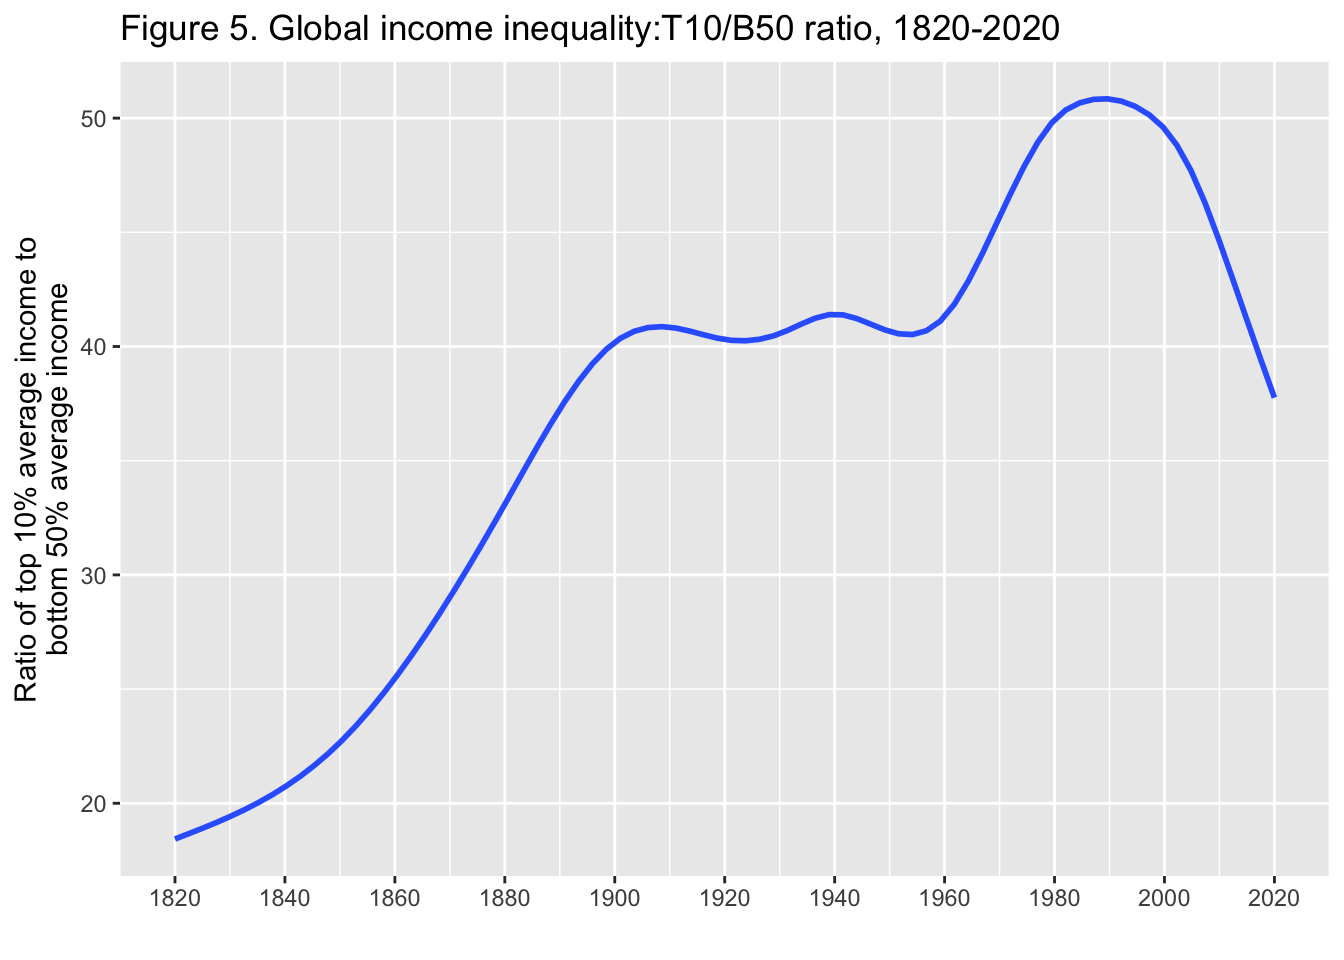 Figure 5. Global income inequality:T10/B50 ratio, 1820-2020
Ratio of top 10% average income to
bottom 50% average income
50
40
30
20
1820 1840 1860 1880 1900 1920 1940 1960 1980 2000 2020